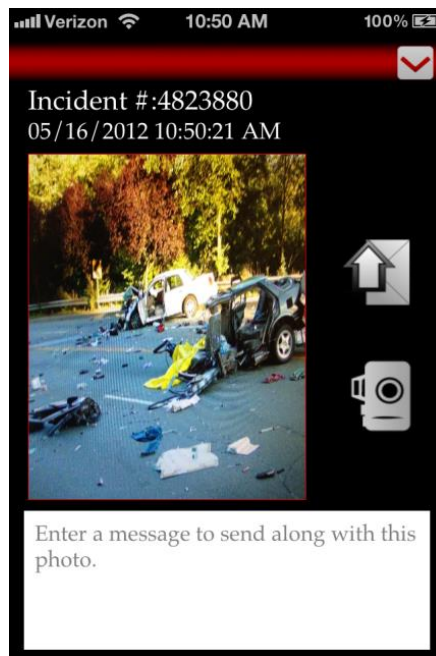 Verizon 10:50 AM 100%
Incident #:4823880
05/16/2012 10:50:21 AM
Enter a message to send along with this
photo.